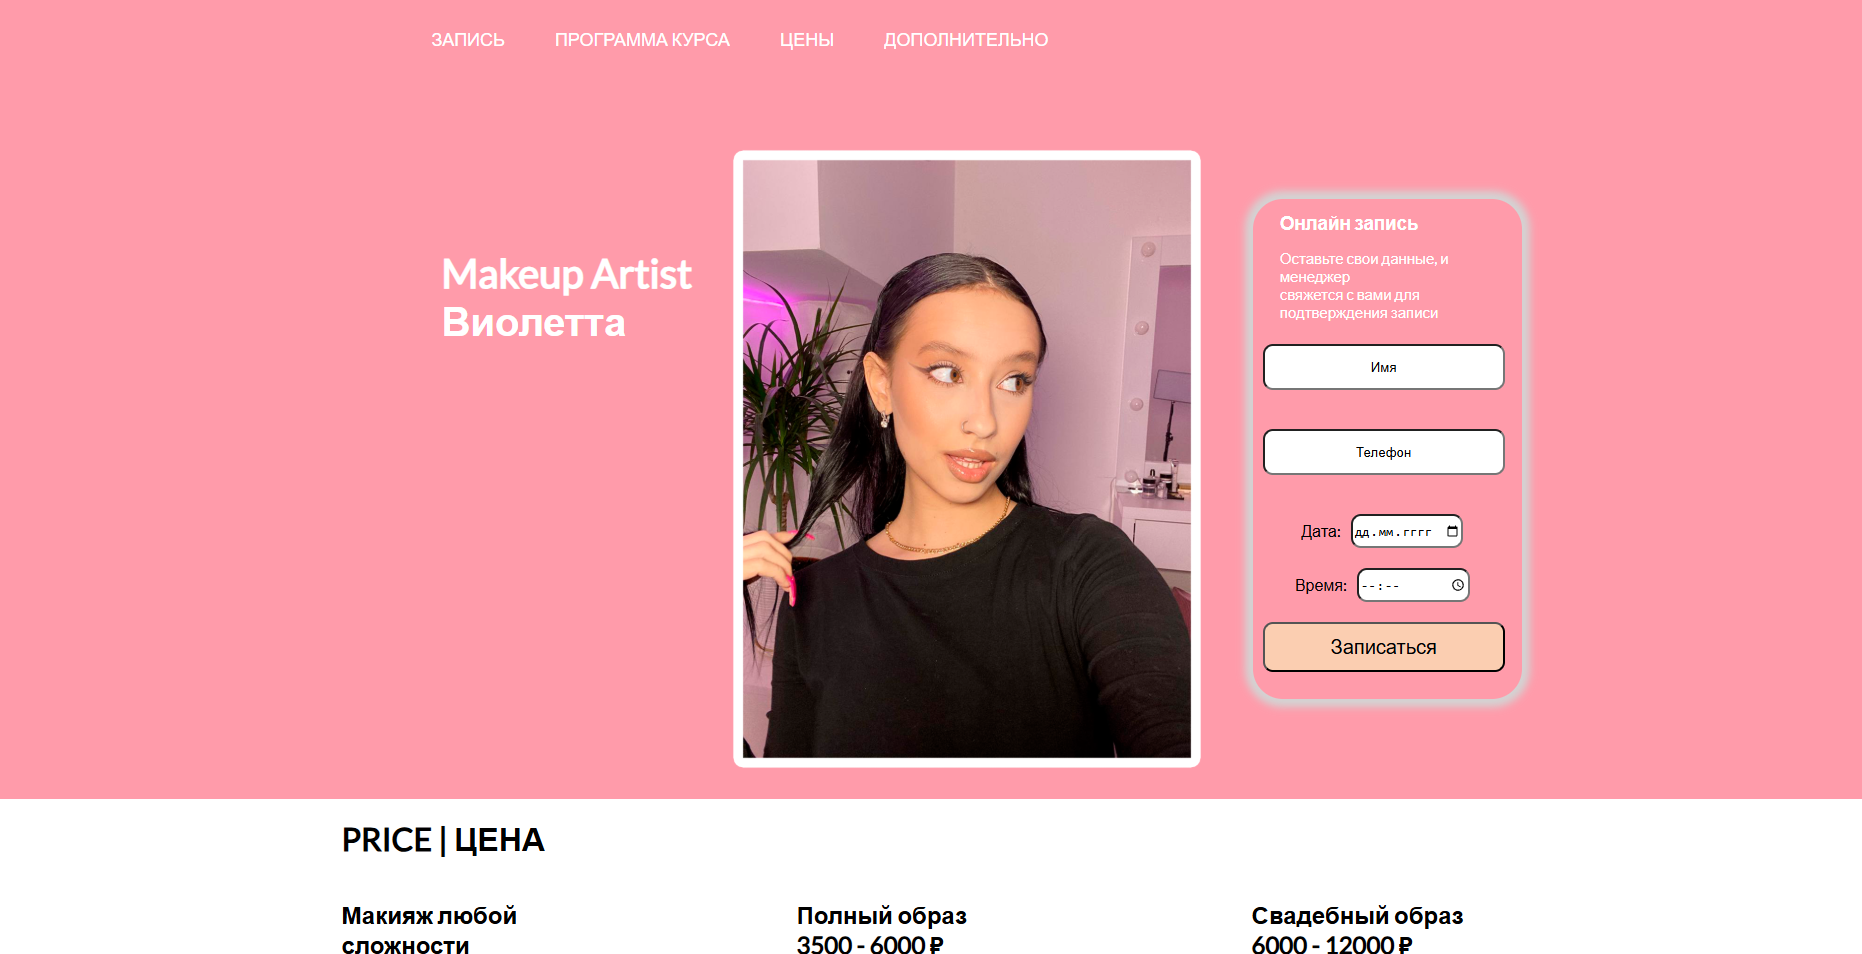 ЗАПИСЬ ПРОГРАММА КУРСА ЦЕНЫ ДОПОЛНИТЕЛЬНО
Makeup Artist
Виолетта
Онлайн запись
Оставьте свои данные, и
менеджер
свяжется с вами для
подтверждения записи
Имя
Телефон
Дата: дд.мм.гггг
Время: --:--
Записаться
PRICE | ЦЕНА
Макияж любой
сложности
Полный образ
3500 - 6000 ₽
Свадебный образ
6000 - 12000 ₽